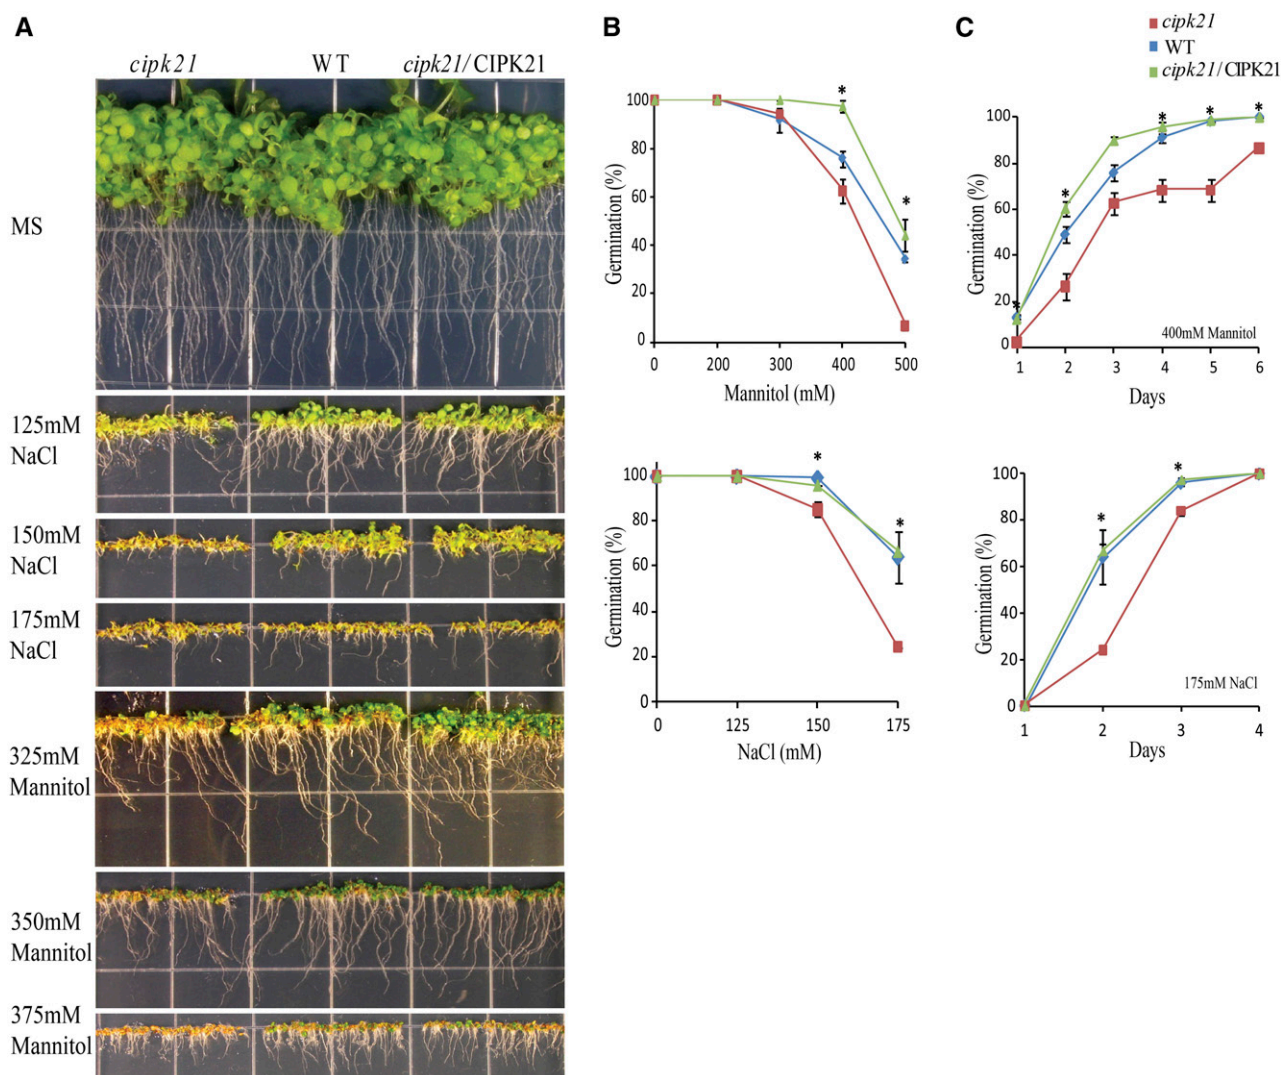 A
cipk21
WT
cipk21/CIPK21
MS
125mM
NaCl
150mM
NaCl
175mM
NaCl
325mM
Mannitol
350mM
Mannitol
375mM
Mannitol
B
Germination (%)
100
80
60
40
20
0
*
*
0 200 300 400 500
Mannitol (mM)
Germination (%)
100
80
60
40
20
0
*
*
0 125 150 175
NaCl (mM)
C
cipk21
WT
cipk21/CIPK21
Germination (%)
100
80
60
40
20
0
*
*
*
*
*
400mM Mannitol
1 2 3 4 5 6
Days
Germination (%)
100
80
60
40
20
0
*
*
175mM NaCl
1 2 3 4
Days